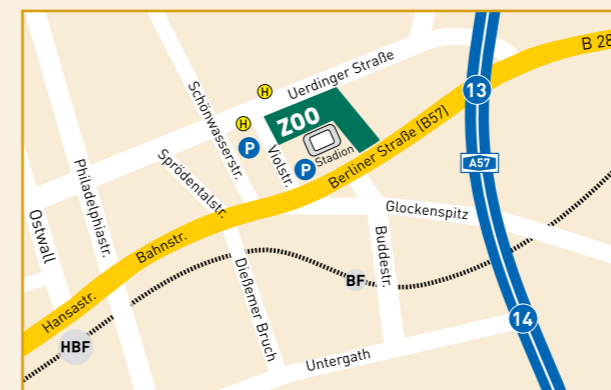 B 28
Uerdinger Straße
13
H
Schönwasserstr.
ZOO
H
P
Stadion
Violstr.
P
Berliner Straße (B57)
A57
Philadelphiastr.
Sprödentalstr.
Ostwall
Glockenspitz
Bahnstr.
Buddestr.
Dießemer Bruch
BF
Hansastr.
14
HBF
Untergath